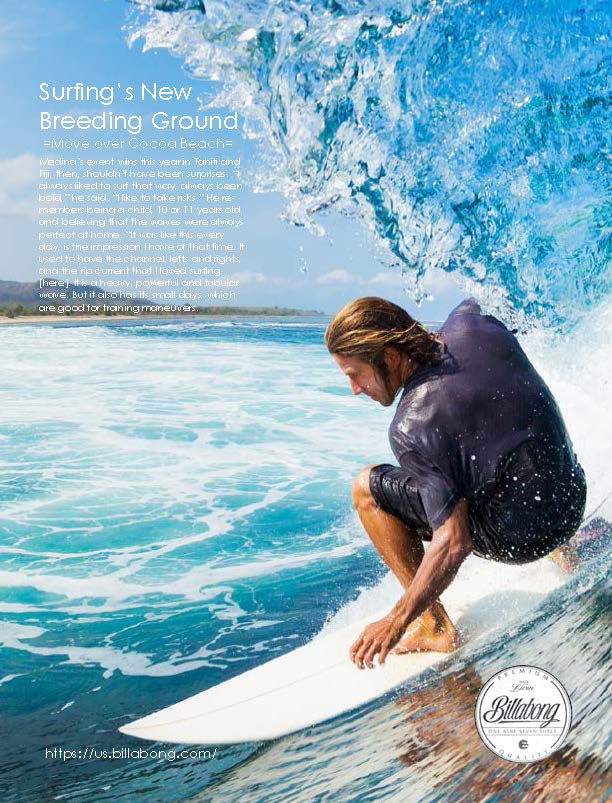 Surfing's New
Breeding Ground
=Move over Cocoa Beach=
Medina's event wins this year in Tahiti and
Fiji, then, shouldn't have been surprises. "I
always liked to surf that way, always been
bold," he said. "I like to take risks." He re-
members being a child, 10 or 11 years old,
and believing that the waves were always
perfect at home. "It was like this every
day, is the impression I have of that time. It
used to have the channel, lefts and rights,
and the rip current that I loved surfing
[here]. It is a heavy, powerful and tubular
wave. But it also has its small days, which
are good for training maneuvers.
PREMIUM
Livin'
Billabong
ONE NINE SEVEN THREE
QUALITY
https://us.billabong.com/